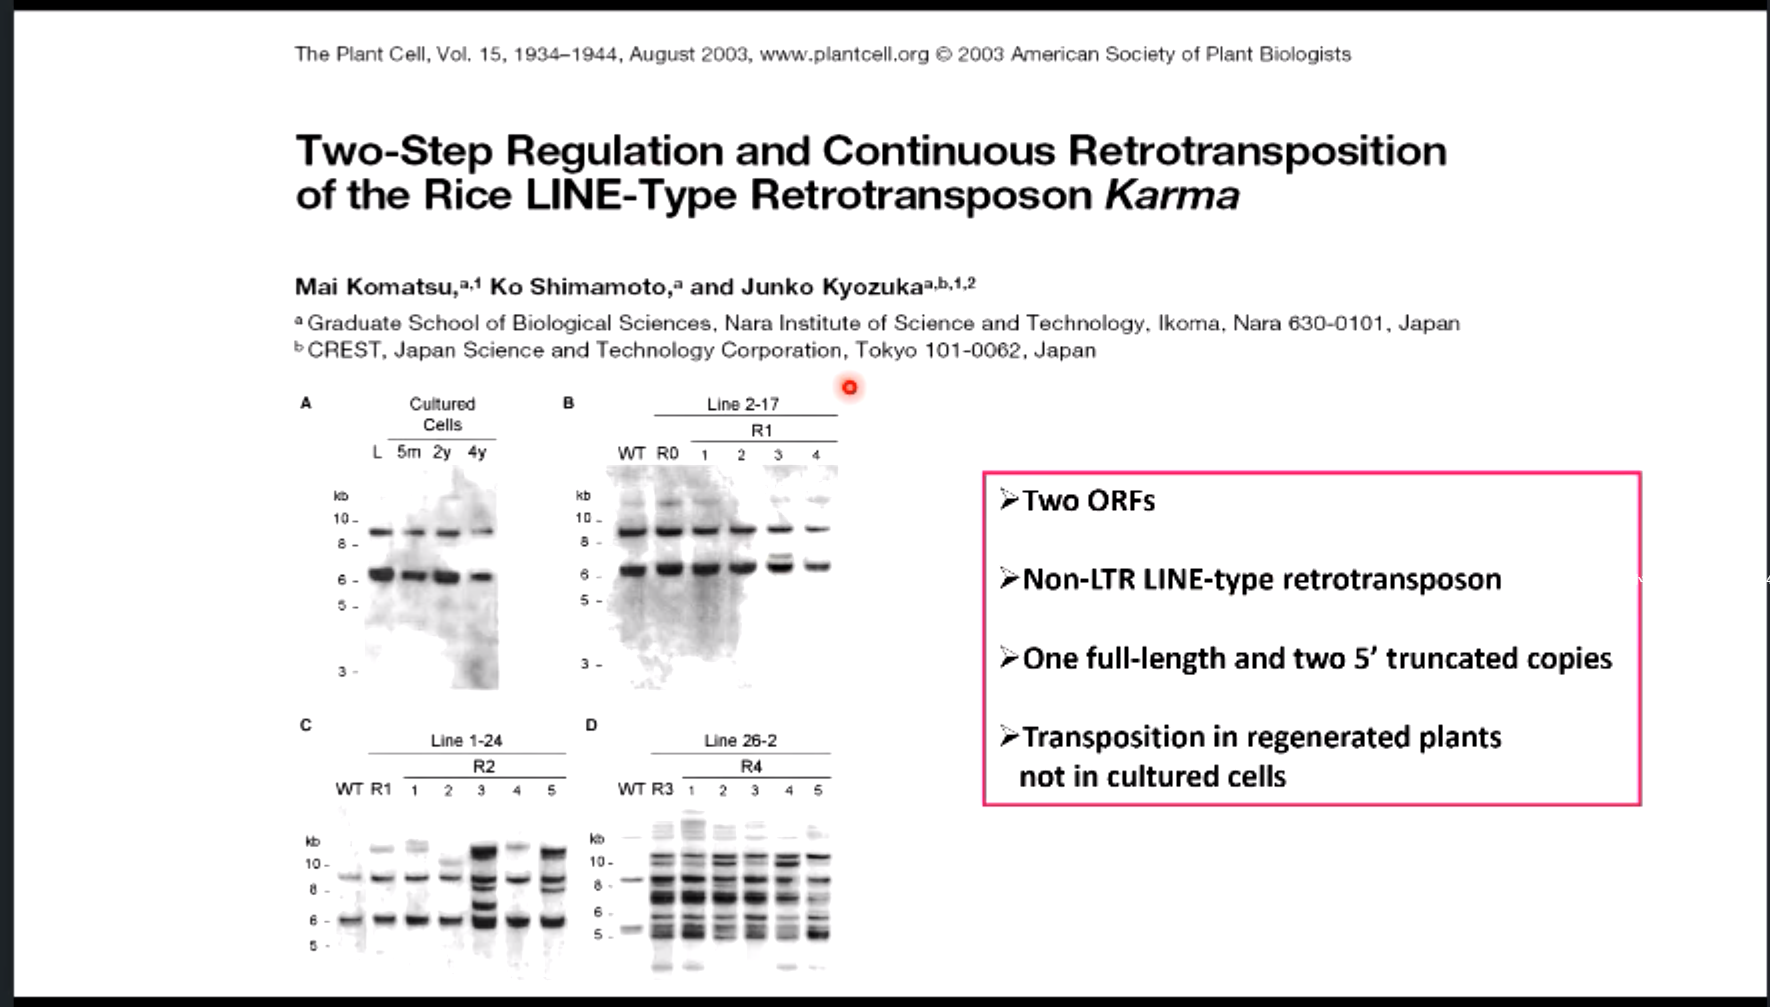 The Plant Cell, Vol. 15, 1934–1944, August 2003, www.plantcell.org © 2003 American Society of Plant Biologists
Two-Step Regulation and Continuous Retrotransposition
of the Rice LINE-Type Retrotransposon Karma
Mai Komatsu,a,1 Ko Shimamoto,a and Junko Kyozukaa,b,1,2
a Graduate School of Biological Sciences, Nara Institute of Science and Technology, Ikoma, Nara 630-0101, Japan
b CREST, Japan Science and Technology Corporation, Tokyo 101-0062, Japan
A
Cultured
Cells
L 5m 2y 4y
kb
10
8
6
5
3
B
Line 2-17
R1
WT R0 1 2 3 4
kb
10
8
6
5
3
C
Line 1-24
R2
WT R1 1 2 3 4 5
kb
10
8
6
5
D
Line 26-2
R4
WT R3 1 2 3 4 5
kb
10
8
6
5
➢Two ORFs
➢Non-LTR LINE-type retrotransposon
➢One full-length and two 5’ truncated copies
➢Transposition in regenerated plants
not in cultured cells